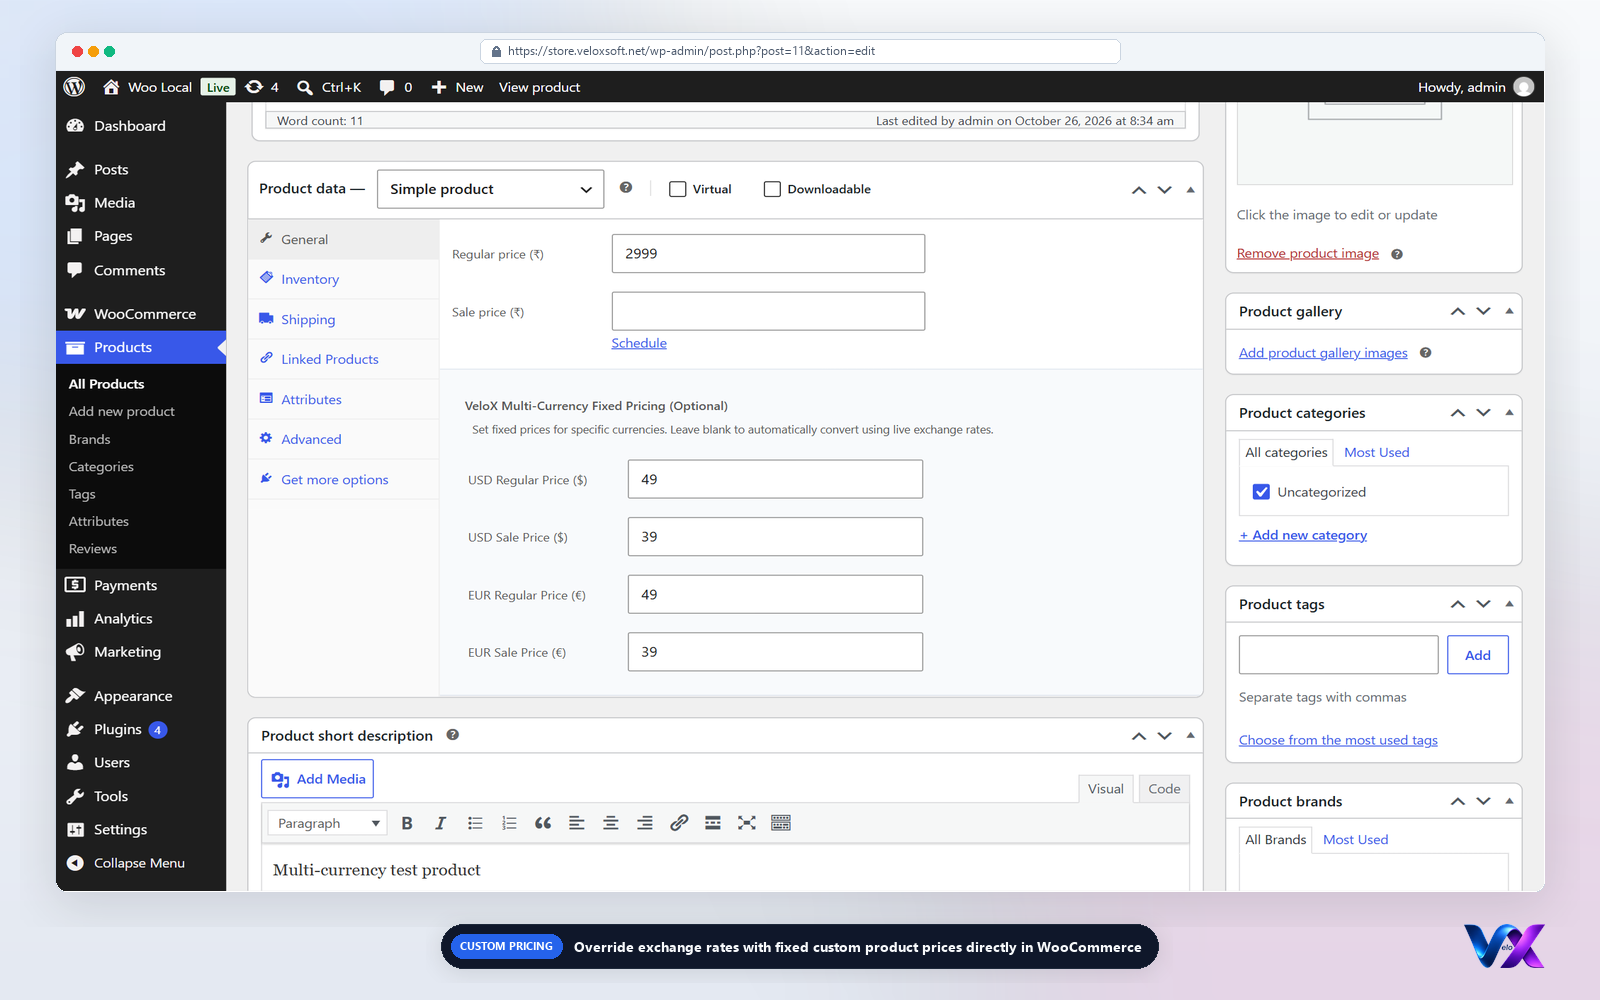 https://store.veloxsoft.net/wp-admin/post.php?post=11&action=edit
Woo Local Live 4 Ctrl+K 0 New View product Howdy, admin
Dashboard
Posts
Media
Pages
Comments
WooCommerce
Products
All Products
Add new product
Brands
Categories
Tags
Attributes
Reviews
Payments
Analytics
Marketing
Appearance
Plugins 4
Users
Tools
Settings
Collapse Menu
Word count: 11 Last edited by admin on October 26, 2026 at 8:34 am
Product data — Simple product Virtual Downloadable
General
Inventory
Shipping
Linked Products
Attributes
Advanced
Get more options
Regular price (₹) 2999
Sale price (₹)
Schedule
VeloX Multi-Currency Fixed Pricing (Optional)
Set fixed prices for specific currencies. Leave blank to automatically convert using live exchange rates.
USD Regular Price ($) 49
USD Sale Price ($) 39
EUR Regular Price (€) 49
EUR Sale Price (€) 39
Product short description
Add Media
Visual Code
Paragraph
Multi-currency test product
Click the image to edit or update
Remove product image
Product gallery
Add product gallery images
Product categories
All categories Most Used
Uncategorized
+ Add new category
Product tags
Add
Separate tags with commas
Choose from the most used tags
Product brands
All Brands Most Used
CUSTOM PRICING Override exchange rates with fixed custom product prices directly in WooCommerce
VX
elo